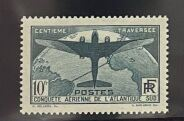 CENTIÈME TRAVERSÉE
10F
POSTES
RF
CONQUÊTE AÉRIENNE DE L'ATLANTIQUE SUD